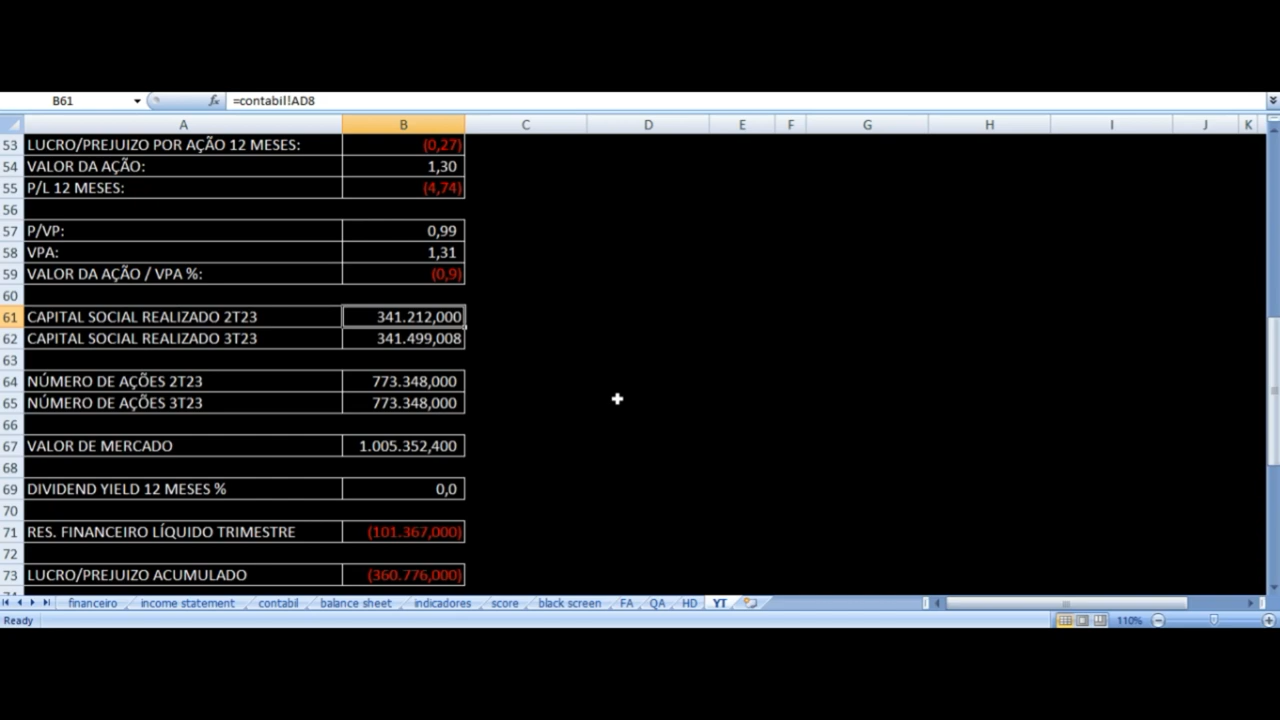 B61 fx =contabil!AD8
A B C D E F G H I J K
53 LUCRO/PREJUIZO POR AÇÃO 12 MESES: (0,27)
54 VALOR DA AÇÃO: 1,30
55 P/L 12 MESES: (4,74)
56
57 P/VP: 0,99
58 VPA: 1,31
59 VALOR DA AÇÃO / VPA %: (0,9)
60
61 CAPITAL SOCIAL REALIZADO 2T23 341.212,000
62 CAPITAL SOCIAL REALIZADO 3T23 341.499,008
63
64 NÚMERO DE AÇÕES 2T23 773.348,000
65 NÚMERO DE AÇÕES 3T23 773.348,000
66
67 VALOR DE MERCADO 1.005.352,400
68
69 DIVIDEND YIELD 12 MESES % 0,0
70
71 RES. FINANCEIRO LÍQUIDO TRIMESTRE (101.367,000)
72
73 LUCRO/PREJUIZO ACUMULADO (360.776,000)
financeiro income statement contabil balance sheet indicadores score black screen FA QA HD YT
Ready 110%